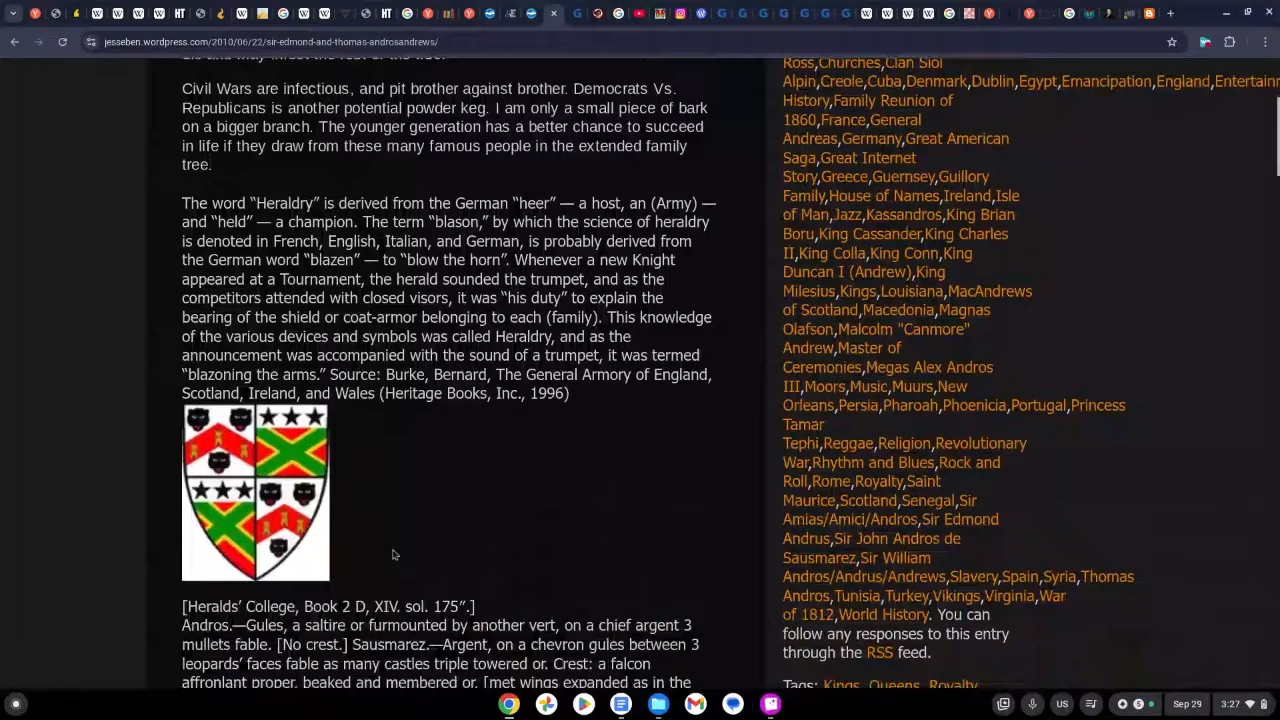 jesseben.wordpress.com/2010/06/22/sir-edmond-and-thomas-androsandrews/
Civil Wars are infectious, and pit brother against brother. Democrats Vs.
Republicans is another potential powder keg. I am only a small piece of bark
on a bigger branch. The younger generation has a better chance to succeed
in life if they draw from these many famous people in the extended family
tree.
The word “Heraldry” is derived from the German “heer” — a host, an (Army) —
and “held” — a champion. The term “blason,” by which the science of heraldry
is denoted in French, English, Italian, and German, is probably derived from
the German word “blazen” — to “blow the horn”. Whenever a new Knight
appeared at a Tournament, the herald sounded the trumpet, and as the
competitors attended with closed visors, it was “his duty” to explain the
bearing of the shield or coat-armor belonging to each (family). This knowledge
of the various devices and symbols was called Heraldry, and as the
announcement was accompanied with the sound of a trumpet, it was termed
“blazoning the arms.” Source: Burke, Bernard, The General Armory of England,
Scotland, Ireland, and Wales (Heritage Books, Inc., 1996)
[Heralds’ College, Book 2 D, XIV. sol. 175″.]
Andros.—Gules, a saltire or furmounted by another vert, on a chief argent 3
mullets fable. [No crest.] Sausmarez.—Argent, on a chevron gules between 3
leopards’ faces fable as many castles triple towered or. Crest: a falcon
affronlant proper, beaked and membered or. [met wings expanded as in the
Ross,Churches,Clan Siol
Alpin,Creole,Cuba,Denmark,Dublin,Egypt,Emancipation,England,Entertainm
History,Family Reunion of
1860,France,General
Andreas,Germany,Great American
Saga,Great Internet
Story,Greece,Guernsey,Guillory
Family,House of Names,Ireland,Isle
of Man,Jazz,Kassandros,King Brian
Boru,King Cassander,King Charles
II,King Colla,King Conn,King
Duncan I (Andrew),King
Milesius,Kings,Louisiana,MacAndrews
of Scotland,Macedonia,Magnas
Olafson,Malcolm "Canmore"
Andrew,Master of
Ceremonies,Megas Alex Andros
III,Moors,Music,Muurs,New
Orleans,Persia,Pharoah,Phoenicia,Portugal,Princess
Tamar
Tephi,Reggae,Religion,Revolutionary
War,Rhythm and Blues,Rock and
Roll,Rome,Royalty,Saint
Maurice,Scotland,Senegal,Sir
Amias/Amici/Andros,Sir Edmond
Andrus,Sir John Andros de
Sausmarez,Sir William
Andros/Andrus/Andrews,Slavery,Spain,Syria,Thomas
Andros,Tunisia,Turkey,Vikings,Virginia,War
of 1812,World History. You can
follow any responses to this entry
through the RSS feed.
Tags: Kings, Queens, Royalty
US
5
Sep 29
3:27